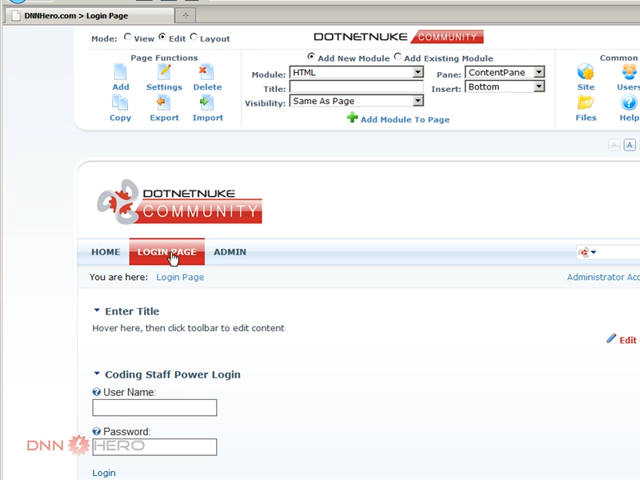 DNNHero.com > Login Page
Mode: View Edit Layout
DOTNETNUKE COMMUNITY
Page Functions
Add Settings Delete
Copy Export Import
Add New Module Add Existing Module
Module: HTML
Pane: ContentPane
Title:
Insert: Bottom
Visibility: Same As Page
Add Module To Page
Common
Site Users
Files Help
A A
DOTNETNUKE
COMMUNITY
HOME LOGIN PAGE ADMIN
You are here: Login Page
Administrator Acc
Enter Title
Hover here, then click toolbar to edit content
Edit
Coding Staff Power Login
User Name:
Password:
DNN HERO
Login